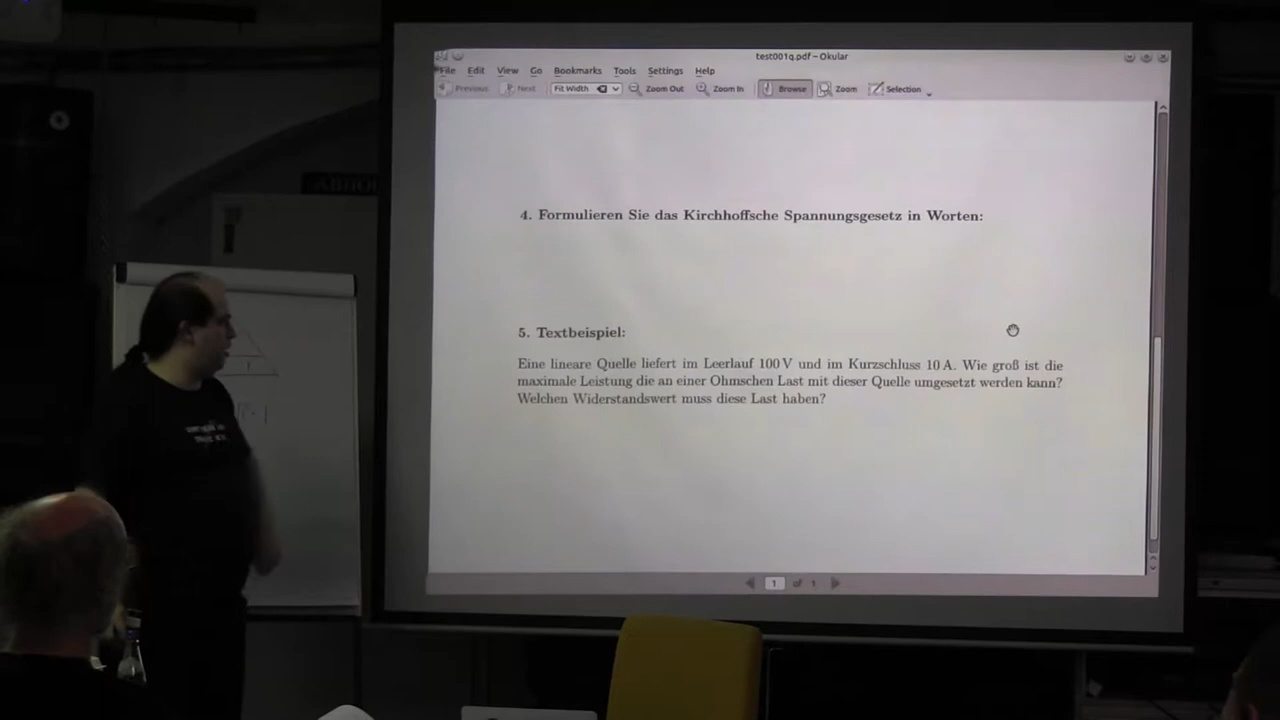 test001q.pdf – Okular
File Edit View Go Bookmarks Tools Settings Help
Previous Next Fit Width Zoom Out Zoom In Browse Zoom Selection
4. Formulieren Sie das Kirchhoffsche Spannungsgesetz in Worten:
5. Textbeispiel:
Eine lineare Quelle liefert im Leerlauf 100 V und im Kurzschluss 10 A. Wie groß ist die
maximale Leistung die an einer Ohmschen Last mit dieser Quelle umgesetzt werden kann?
Welchen Widerstandswert muss diese Last haben?
1 of 1